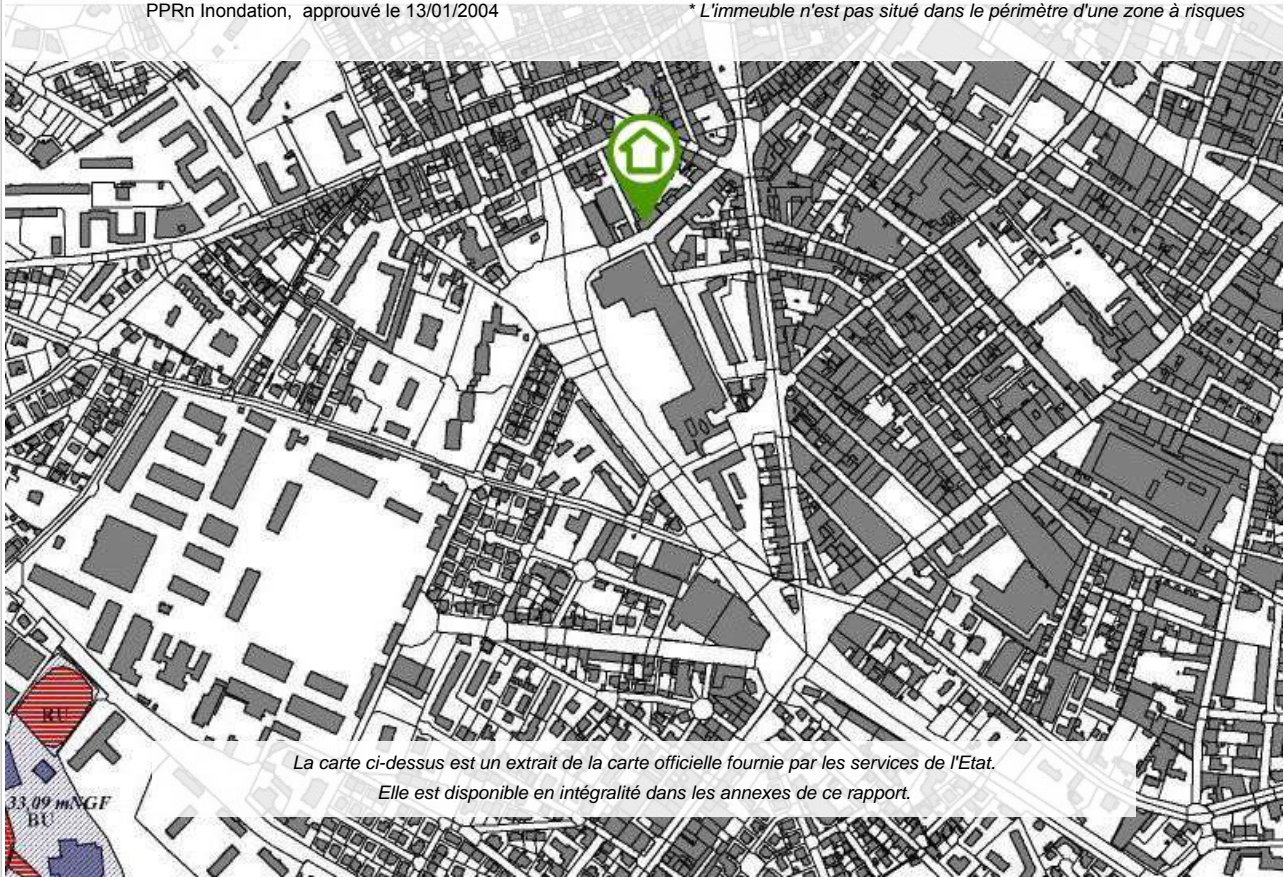 PPRn Inondation, approuvé le 13/01/2004
* L'immeuble n'est pas situé dans le périmètre d'une zone à risques
RU
La carte ci-dessus est un extrait de la carte officielle fournie par les services de l'Etat.
Elle est disponible en intégralité dans les annexes de ce rapport.
33,09 mNGF
BU